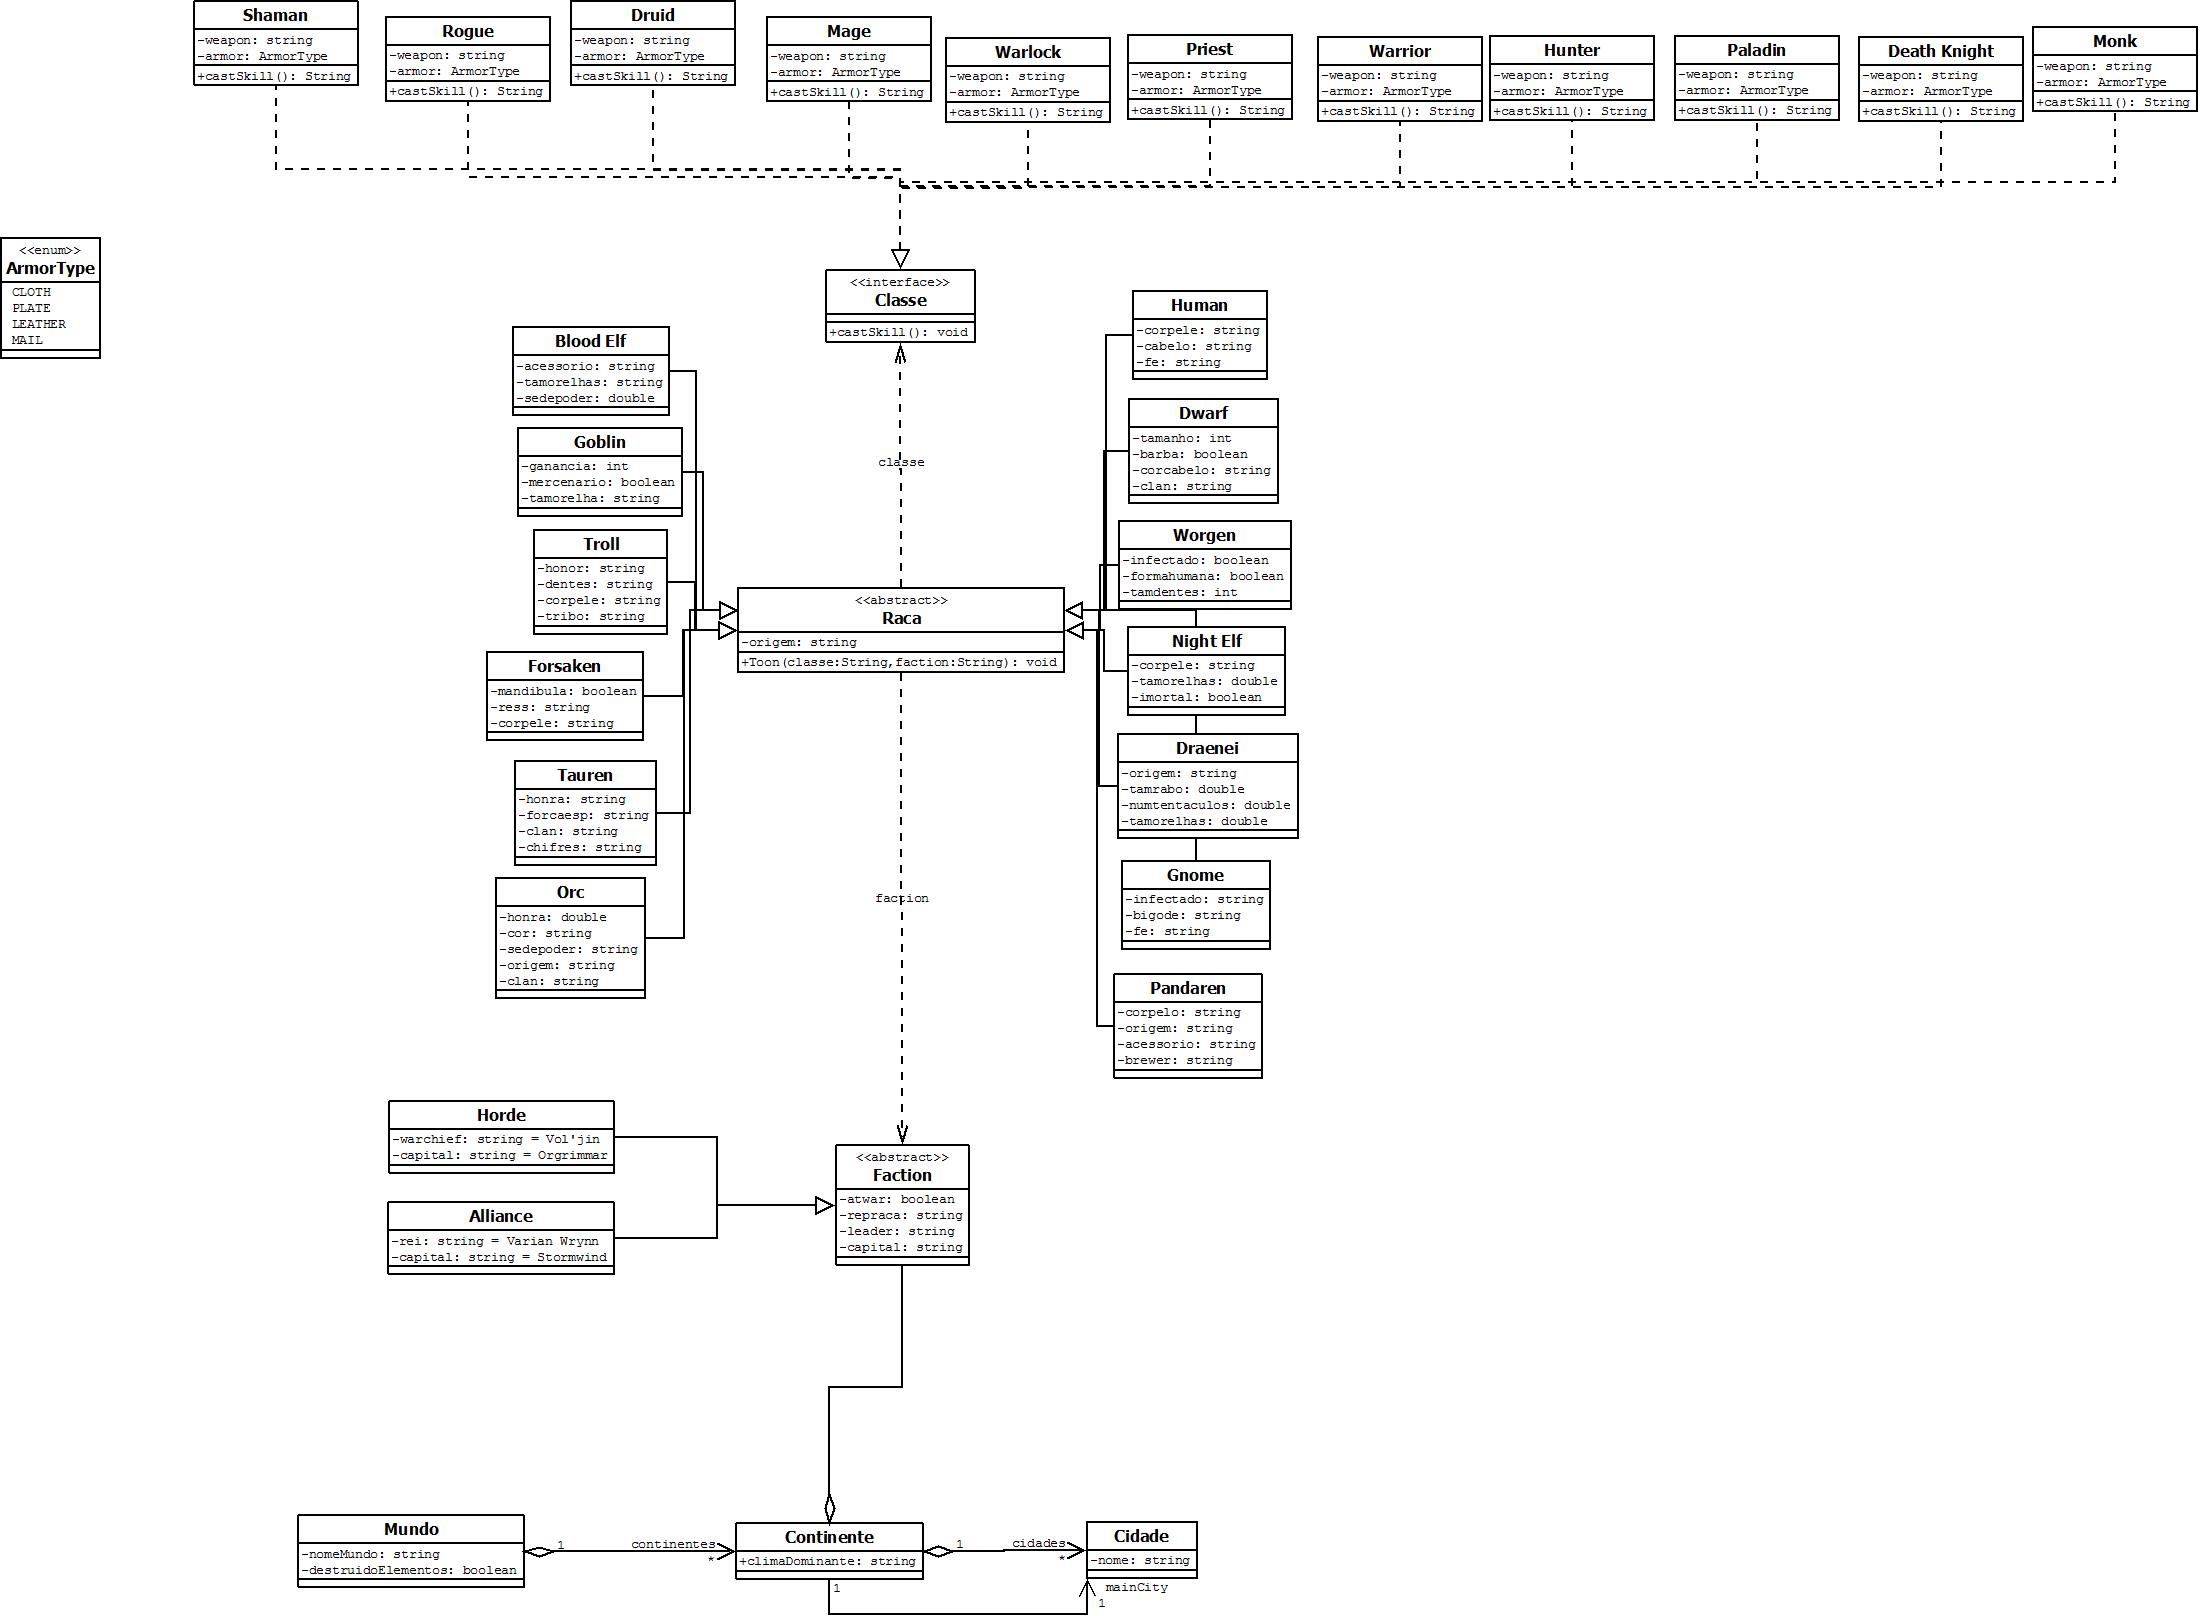 Shaman
-weapon: string
-armor: ArmorType
+castSkill(): String
Rogue
-weapon: string
-armor: ArmorType
+castSkill(): String
Druid
-weapon: string
-armor: ArmorType
+castSkill(): String
Mage
-weapon: string
-armor: ArmorType
+castSkill(): String
Warlock
-weapon: string
-armor: ArmorType
+castSkill(): String
Priest
-weapon: string
-armor: ArmorType
+castSkill(): String
Warrior
-weapon: string
-armor: ArmorType
+castSkill(): String
Hunter
-weapon: string
-armor: ArmorType
+castSkill(): String
Paladin
-weapon: string
-armor: ArmorType
+castSkill(): String
Death Knight
-weapon: string
-armor: ArmorType
+castSkill(): String
Monk
-weapon: string
-armor: ArmorType
+castSkill(): String
<<enum>>
ArmorType
CLOTH
PLATE
LEATHER
MAIL
<<interface>>
Classe
+castSkill(): void
Blood Elf
-acessorio: string
-tamorelhas: string
-sedepoder: double
Goblin
-ganancia: int
-mercenario: boolean
-tamorelha: string
Troll
-honor: string
-dentes: string
-corpele: string
-tribo: string
Forsaken
-mandibula: boolean
-ress: string
-corpele: string
Tauren
-honra: string
-forcaesp: string
-clan: string
-chifres: string
Orc
-honra: double
-cor: string
-sedepoder: string
-origem: string
-clan: string
classe
<<abstract>>
Raca
-origem: string
+Toon(classe:String,faction:String): void
faction
Human
-corpele: string
-cabelo: string
-fe: string
Dwarf
-tamanho: int
-barba: boolean
-corcabelo: string
-clan: string
Worgen
-infectado: boolean
-formahumana: boolean
-tamdentes: int
Night Elf
-corpele: string
-tamorelhas: double
-imortal: boolean
Draenei
-origem: string
-tamrabo: double
-numtentaculos: double
-tamorelhas: double
Gnome
-infectado: string
-bigode: string
-fe: string
Pandaren
-corpelo: string
-origem: string
-acessorio: string
-brewer: string
Horde
-warchief: string = Vol'jin
-capital: string = Orgrimmar
Alliance
-rei: string = Varian Wrynn
-capital: string = Stormwind
<<abstract>>
Faction
-atwar: boolean
-repraca: string
-leader: string
-capital: string
Mundo
-nomeMundo: string
-destruidoElementos: boolean
1
continentes
*
Continente
+climaDominante: string
1
cidades
*
Cidade
-nome: string
1
mainCity
1